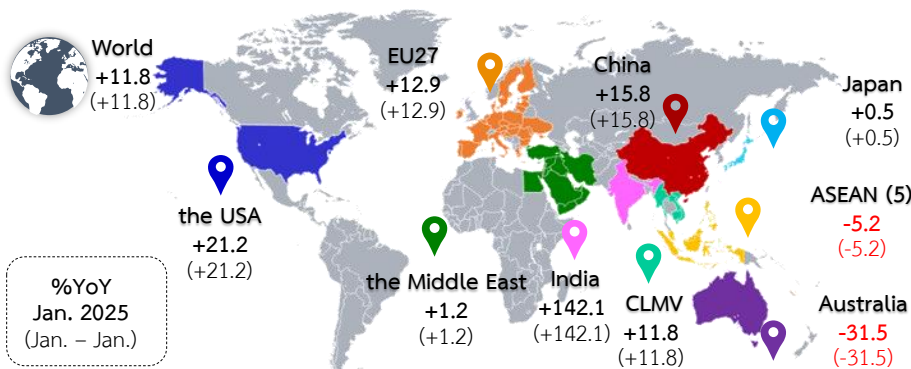 World
+11.8
(+11.8)
EU27
+12.9
(+12.9)
China
+15.8
(+15.8)
Japan
+0.5
(+0.5)
the USA
+21.2
(+21.2)
ASEAN (5)
-5.2
(-5.2)
the Middle East
+1.2
(+1.2)
India
+142.1
(+142.1)
CLMV
+11.8
(+11.8)
Australia
-31.5
(-31.5)
%YoY
Jan. 2025
(Jan. – Jan.)